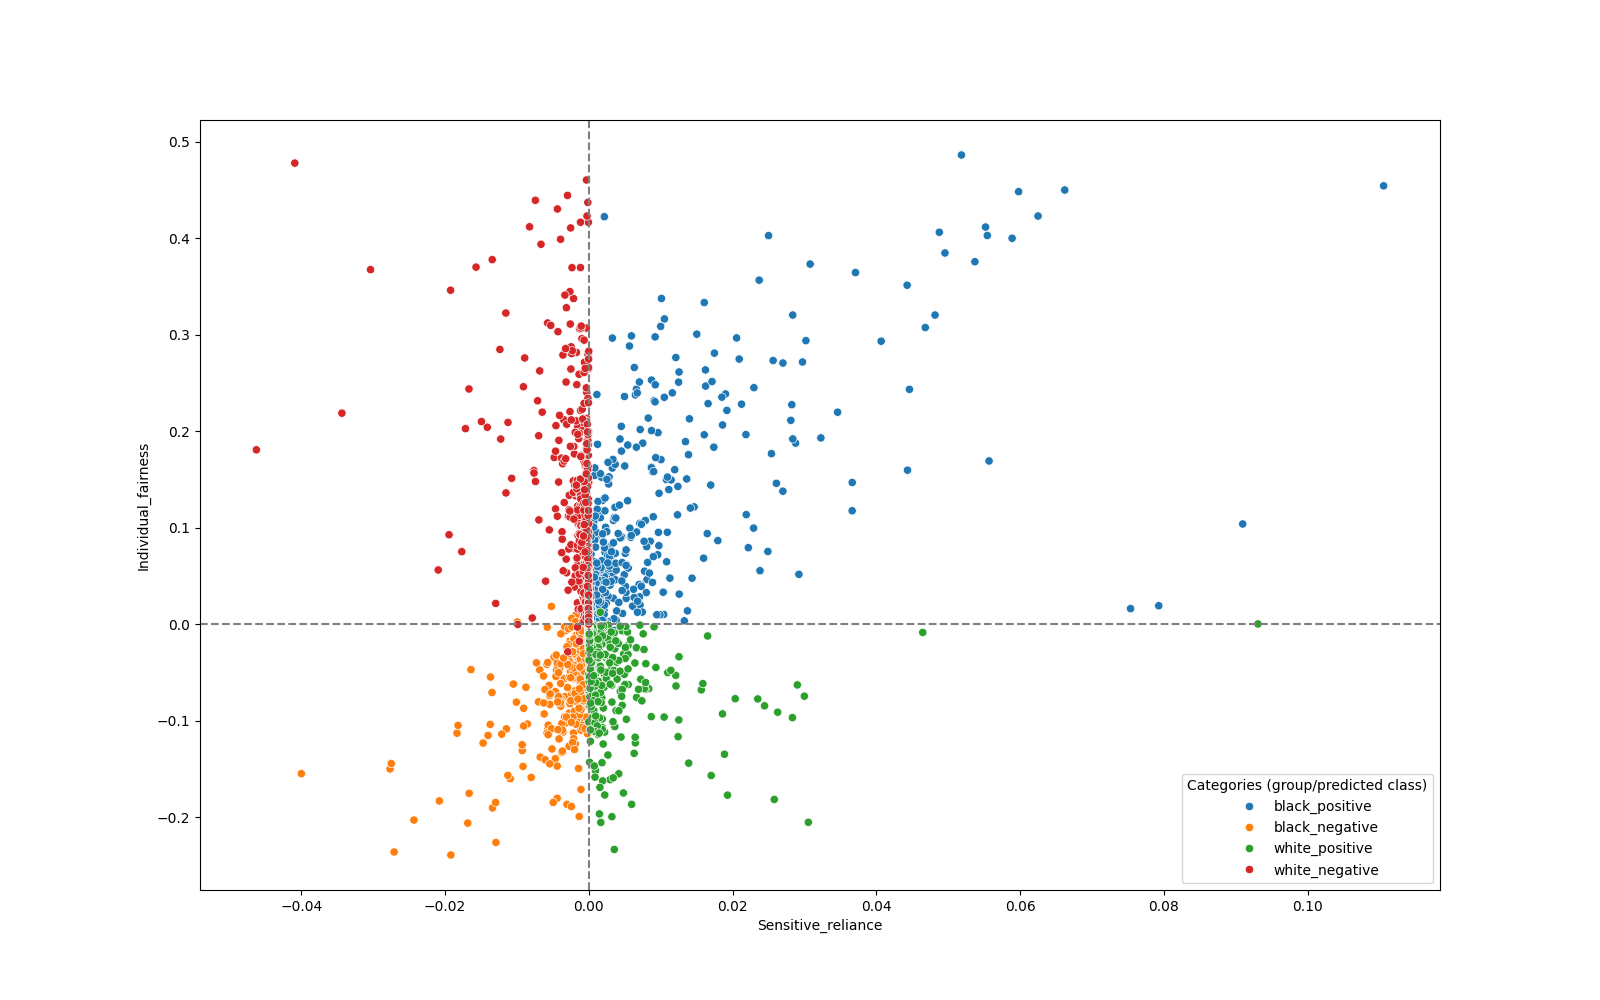 Individual_fairness
0.5
0.4
0.3
0.2
0.1
0.0
−0.1
−0.2
−0.04
−0.02
0.00
0.02
0.04
0.06
0.08
0.10
Sensitive_reliance
Categories (group/predicted class)
black_positive
black_negative
white_positive
white_negative